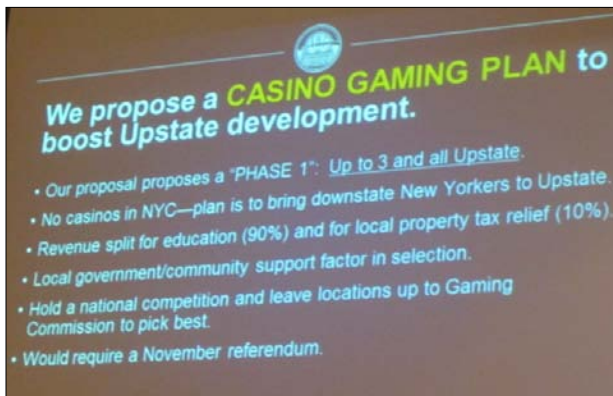 We propose a CASINO GAMING PLAN to
boost Upstate development.
• Our proposal proposes a "PHASE 1": Up to 3 and all Upstate.
• No casinos in NYC—plan is to bring downstate New Yorkers to Upstate.
• Revenue split for education (90%) and for local property tax relief (10%).
• Local government/community support factor in selection.
• Hold a national competition and leave locations up to Gaming
Commission to pick best.
• Would require a November referendum.